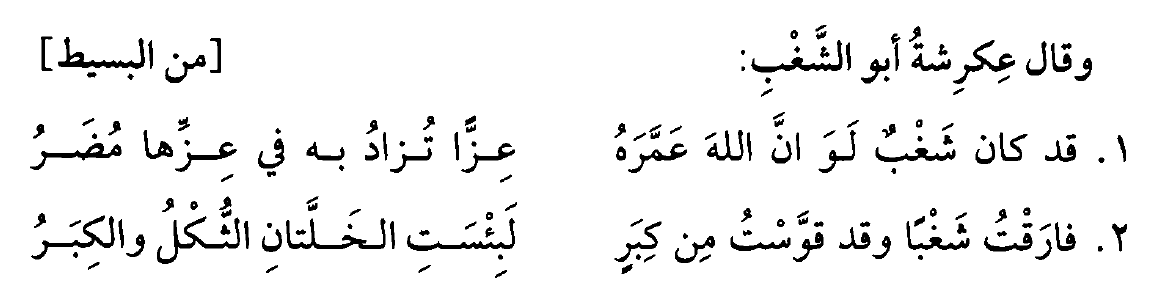 وقال عِكرِشةُ أبو الشَّغْبِ: [من البسيط]
١. قد كان شَغْبٌ لَوَ انَّ اللهَ عَمَّرَهُ عِزًّا تُزادُ به في عِزِّها مُضَرُ
٢. فارَقْتُ شَغْبًا وقد قوَّسْتُ مِن كِبَرٍ لَبِئْسَتِ الخَلَّتانِ الثُّكْلُ والكِبَرُ